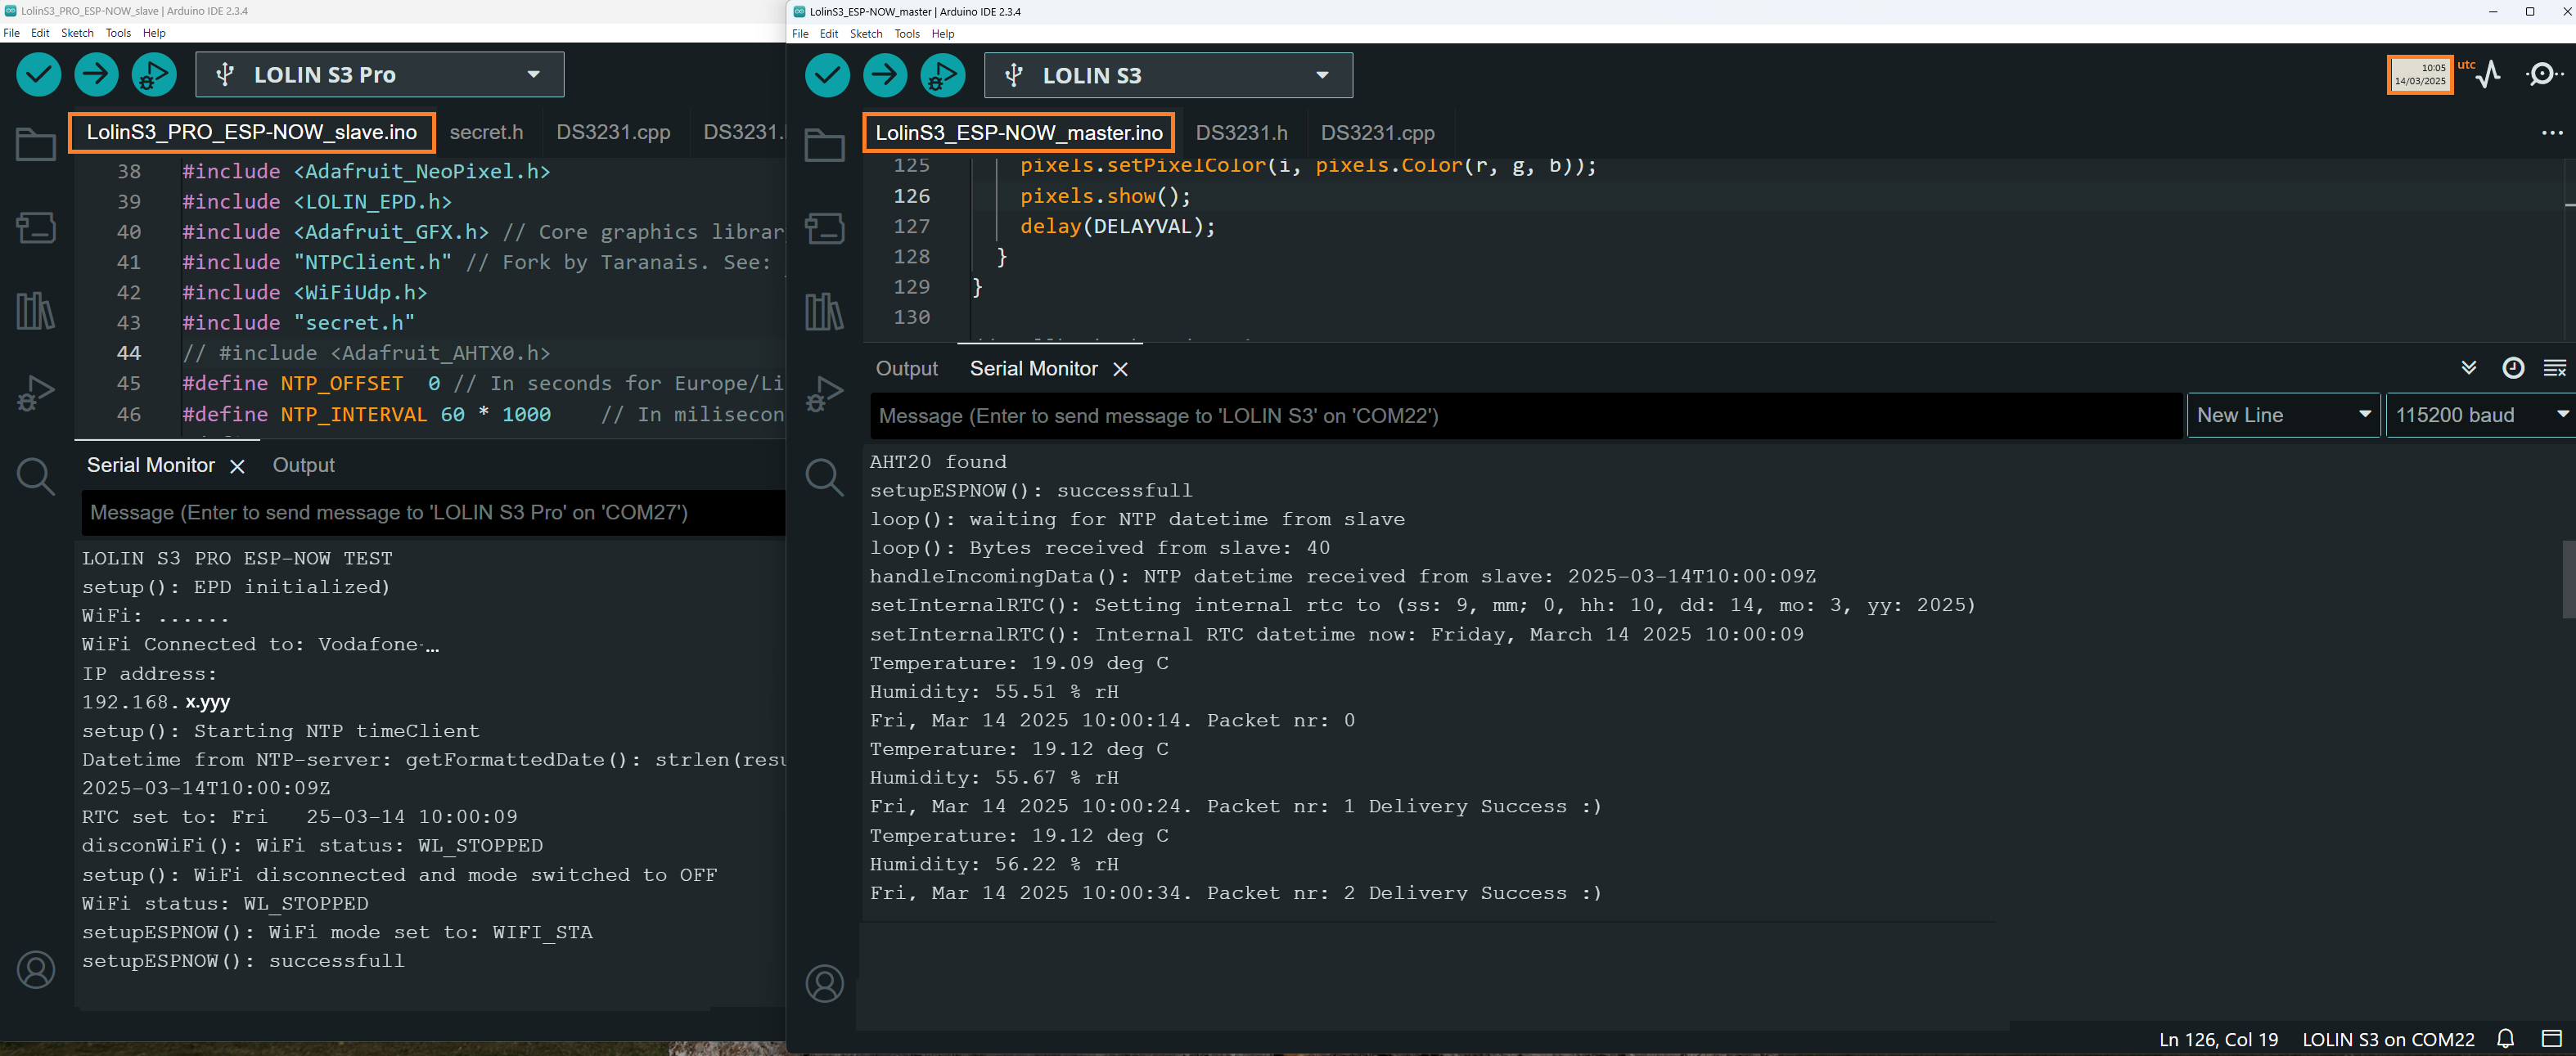 LolinS3_PRO_ESP-NOW_slave | Arduino IDE 2.3.4
File Edit Sketch Tools Help
LOLIN S3 Pro
LolinS3_PRO_ESP-NOW_slave.ino secret.h DS3231.cpp DS3231.
38 #include <Adafruit_NeoPixel.h>
39 #include <LOLIN_EPD.h>
40 #include <Adafruit_GFX.h> // Core graphics librar
41 #include "NTPClient.h" // Fork by Taranais. See:
42 #include <WiFiUdp.h>
43 #include "secret.h"
44 // #include <Adafruit_AHTX0.h>
45 #define NTP_OFFSET 0 // In seconds for Europe/Li
46 #define NTP_INTERVAL 60 * 1000 // In milisecon
Serial Monitor Output
Message (Enter to send message to 'LOLIN S3 Pro' on 'COM27')
LOLIN S3 PRO ESP-NOW TEST
setup(): EPD initialized)
WiFi: ......
WiFi Connected to: Vodafone-...
IP address:
192.168. x.yyy
setup(): Starting NTP timeClient
Datetime from NTP-server: getFormattedDate(): strlen(resu
2025-03-14T10:00:09Z
RTC set to: Fri   25-03-14 10:00:09
disconWiFi(): WiFi status: WL_STOPPED
setup(): WiFi disconnected and mode switched to OFF
WiFi status: WL_STOPPED
setupESPNOW(): WiFi mode set to: WIFI_STA
setupESPNOW(): successfull
LolinS3_ESP-NOW_master | Arduino IDE 2.3.4
File Edit Sketch Tools Help
LOLIN S3
10:05
14/03/2025
utc
LolinS3_ESP-NOW_master.ino DS3231.h DS3231.cpp
125 pixels.setPixelColor(i, pixels.Color(r, g, b));
126 pixels.show();
127 delay(DELAYVAL);
128 }
129 }
130
Output Serial Monitor
Message (Enter to send message to 'LOLIN S3' on 'COM22')
New Line
115200 baud
AHT20 found
setupESPNOW(): successfull
loop(): waiting for NTP datetime from slave
loop(): Bytes received from slave: 40
handleIncomingData(): NTP datetime received from slave: 2025-03-14T10:00:09Z
setInternalRTC(): Setting internal rtc to (ss: 9, mm; 0, hh: 10, dd: 14, mo: 3, yy: 2025)
setInternalRTC(): Internal RTC datetime now: Friday, March 14 2025 10:00:09
Temperature: 19.09 deg C
Humidity: 55.51 % rH
Fri, Mar 14 2025 10:00:14. Packet nr: 0
Temperature: 19.12 deg C
Humidity: 55.67 % rH
Fri, Mar 14 2025 10:00:24. Packet nr: 1 Delivery Success :)
Temperature: 19.12 deg C
Humidity: 56.22 % rH
Fri, Mar 14 2025 10:00:34. Packet nr: 2 Delivery Success :)
Ln 126, Col 19 LOLIN S3 on COM22